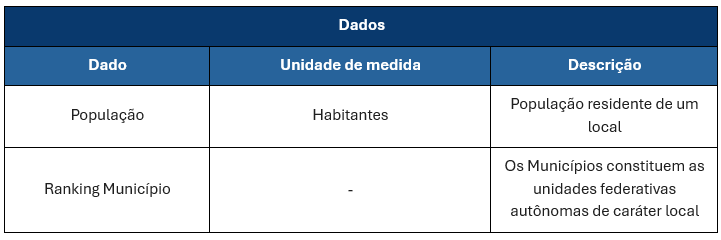 Dados
Dado Unidade de medida Descrição
População Habitantes População residente de um
local
Ranking Município - Os Municípios constituem as
unidades federativas
autônomas de caráter local